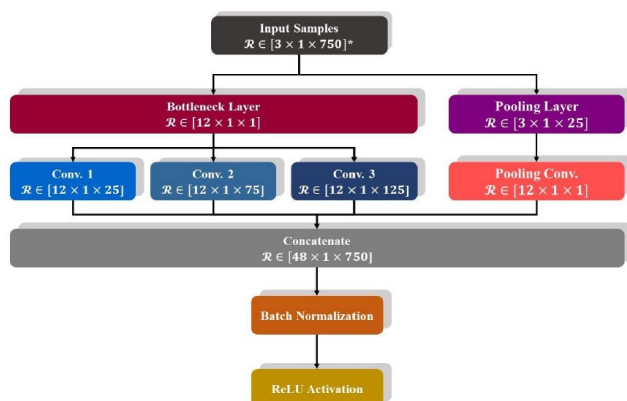 Input Samples
ℛ ∈ [3 × 1 × 750]*
Bottleneck Layer
ℛ ∈ [12 × 1 × 1]
Pooling Layer
ℛ ∈ [3 × 1 × 25]
Conv. 1
ℛ ∈ [12 × 1 × 25]
Conv. 2
ℛ ∈ [12 × 1 × 75]
Conv. 3
ℛ ∈ [12 × 1 × 125]
Pooling Conv.
ℛ ∈ [12 × 1 × 1]
Concatenate
ℛ ∈ [48 × 1 × 750]
Batch Normalization
ReLU Activation